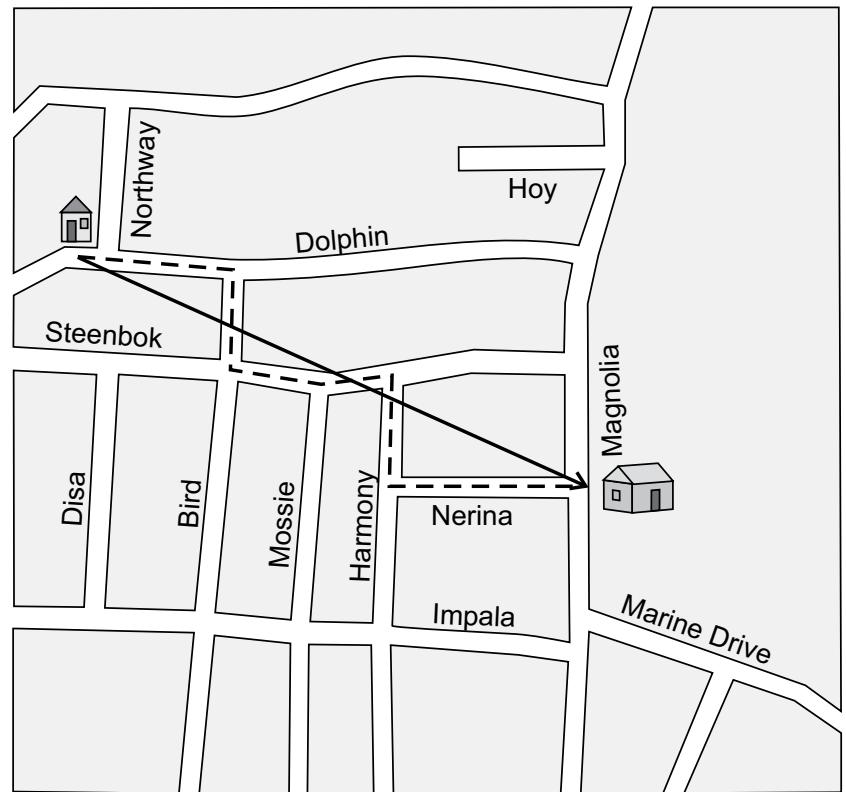 Northway
Hoy
Dolphin
Steenbok
Magnolia
Disa
Bird
Mossie
Harmony
Nerina
Impala
Marine Drive